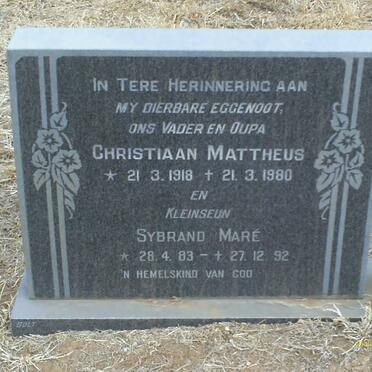 IN TERE HERINNERING AAN
MY DIERBARE EGGENOOT,
ONS VADER EN OUPA
CHRISTIAAN MATTHEUS
* 21. 3. 1918 ✝ 21. 3. 1980
EN
KLEINSEUN
SYBRAND MARÉ
* 28. 4. 83 – ✝ 27. 12. 92
'N HEMELSKIND VAN GOD
BOLT